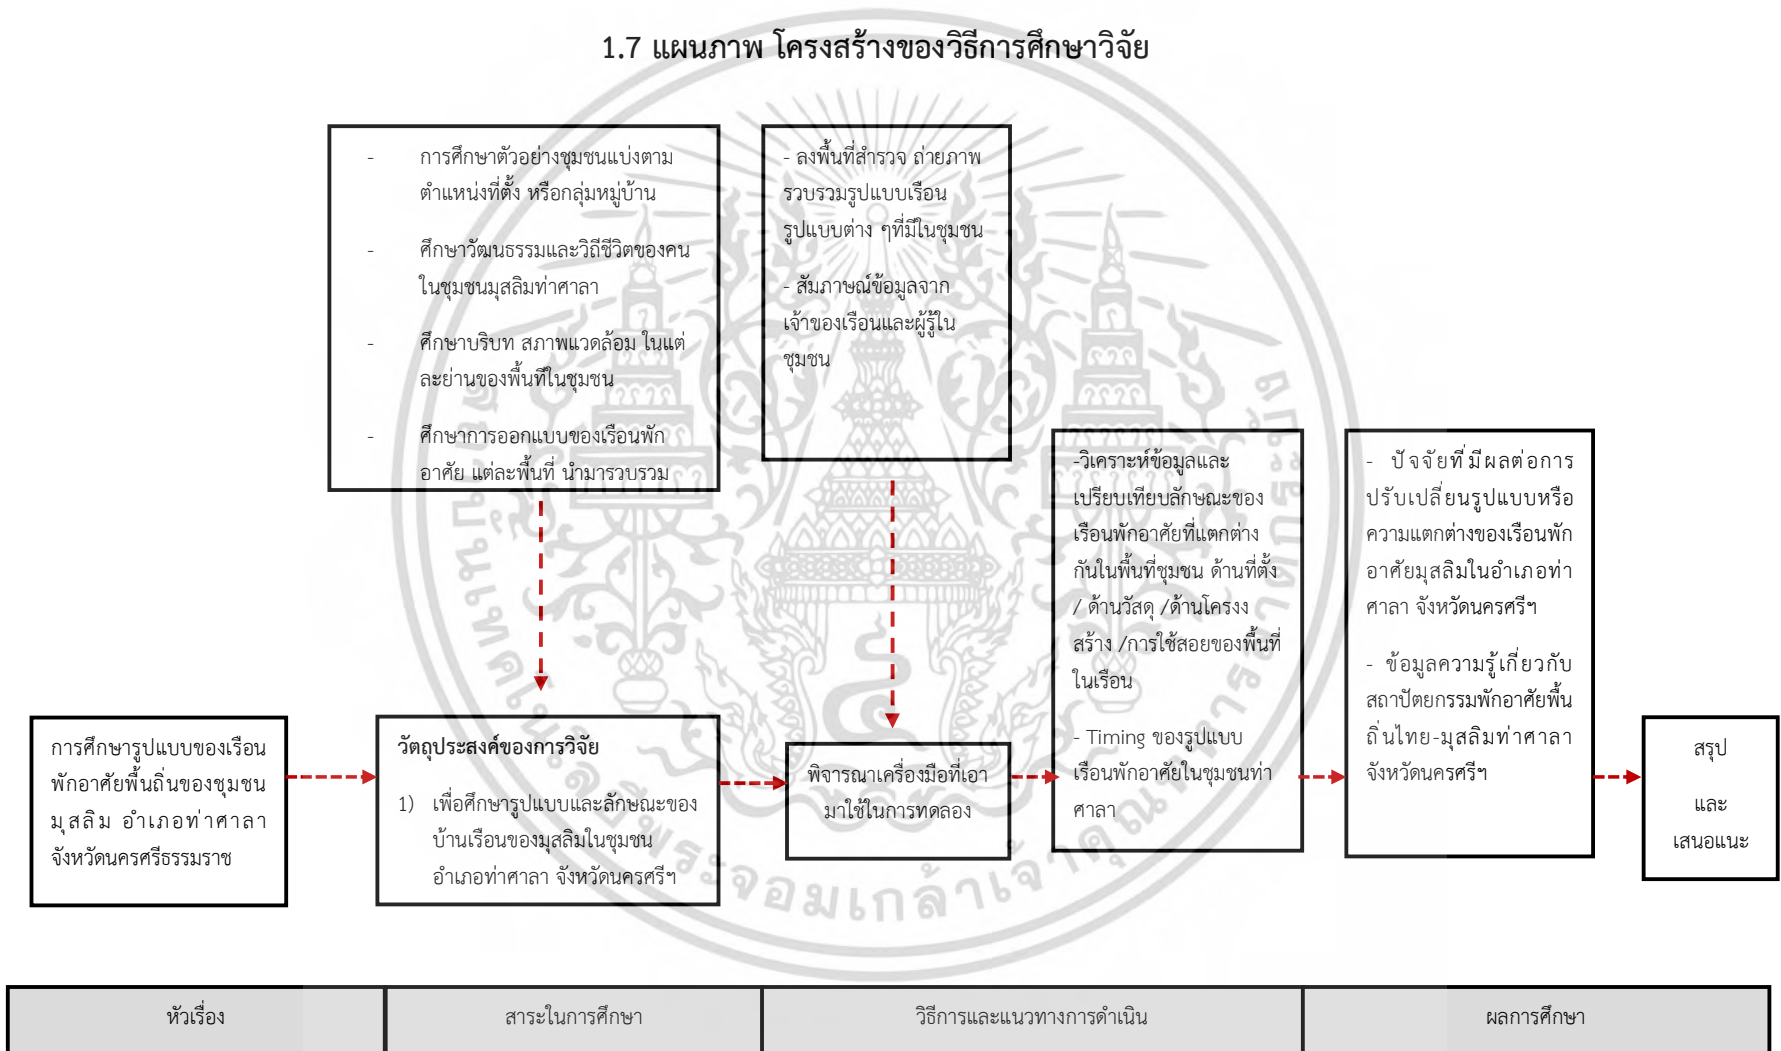 1.7 แผนภาพ โครงสร้างของวิธีการศึกษาวิจัย
- การศึกษาตัวอย่างชุมชนแบ่งตาม
ตำแหน่งที่ตั้ง หรือกลุ่มหมู่บ้าน
- ศึกษาวัฒนธรรมและวิถีชีวิตของคน
ในชุมชนมุสลิมท่าศาลา
- ศึกษาบริบท สภาพแวดล้อม ในแต่
ละย่านของพื้นที่ในชุมชน
- ศึกษาการออกแบบของเรือนพัก
อาศัย แต่ละพื้นที่ นำมารวบรวม
- ลงพื้นที่สำรวจ ถ่ายภาพ
รวบรวมรูปแบบเรือน
รูปแบบต่าง ๆที่มีในชุมชน
- สัมภาษณ์ข้อมูลจาก
เจ้าของเรือนและผู้รู้ใน
ชุมชน
การศึกษารูปแบบของเรือน
พักอาศัยพื้นถิ่นของชุมชน
มุสลิม อำเภอท่าศาลา
จังหวัดนครศรีธรรมราช
วัตถุประสงค์ของการวิจัย
1) เพื่อศึกษารูปแบบและลักษณะของ
บ้านเรือนของมุสลิมในชุมชน
อำเภอท่าศาลา จังหวัดนครศรีฯ
พิจารณาเครื่องมือที่เอา
มาใช้ในการทดลอง
-วิเคราะห์ข้อมูลและ
เปรียบเทียบลักษณะของ
เรือนพักอาศัยที่แตกต่าง
กันในพื้นที่ชุมชน ด้านที่ตั้ง
/ ด้านวัสดุ /ด้านโครงง
สร้าง /การใช้สอยของพื้นที่
ในเรือน
- Timing ของรูปแบบ
เรือนพักอาศัยในชุมชนท่า
ศาลา
- ปัจจัยที่มีผลต่อการ
ปรับเปลี่ยนรูปแบบหรือ
ความแตกต่างของเรือนพัก
อาศัยมุสลิมในอำเภอท่า
ศาลา จังหวัดนครศรีฯ
- ข้อมูลความรู้เกี่ยวกับ
สถาปัตยกรรมพักอาศัยพื้น
ถิ่นไทย-มุสลิมท่าศาลา
จังหวัดนครศรีฯ
สรุป
และ
เสนอแนะ
หัวเรื่อง
สาระในการศึกษา
วิธีการและแนวทางการดำเนิน
ผลการศึกษา
สถาบันเทคโนโลยีพระจอมเกล้าเจ้าคุณทหารลาดกระบัง